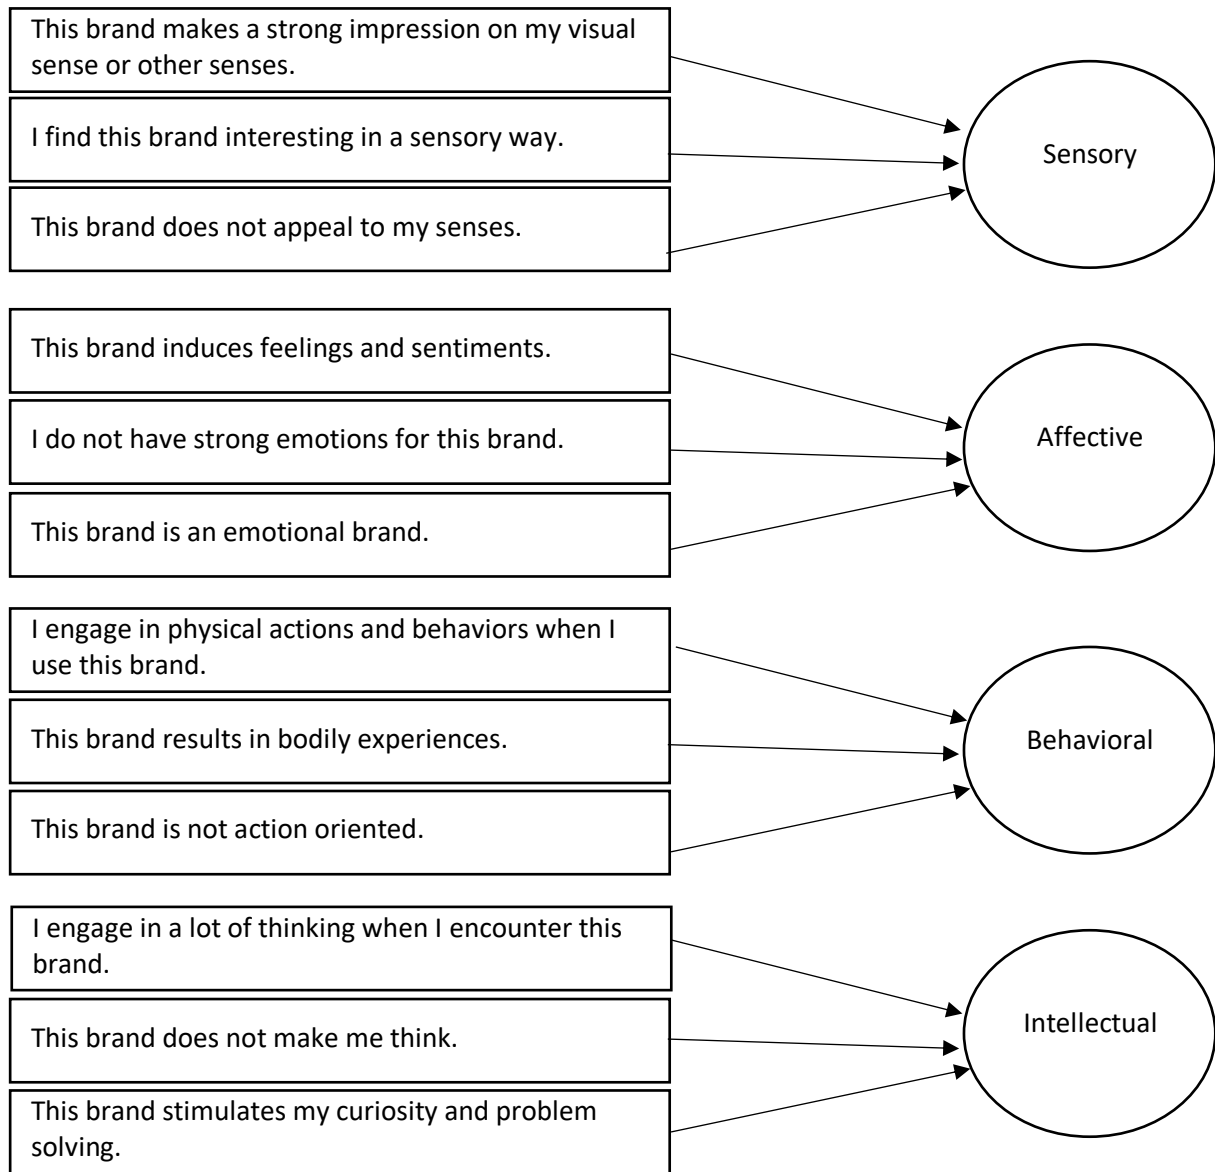 This brand makes a strong impression on my visual
sense or other senses.
I find this brand interesting in a sensory way.
This brand does not appeal to my senses.
Sensory
This brand induces feelings and sentiments.
I do not have strong emotions for this brand.
This brand is an emotional brand.
Affective
I engage in physical actions and behaviors when I
use this brand.
This brand results in bodily experiences.
This brand is not action oriented.
Behavioral
I engage in a lot of thinking when I encounter this
brand.
This brand does not make me think.
This brand stimulates my curiosity and problem
solving.
Intellectual